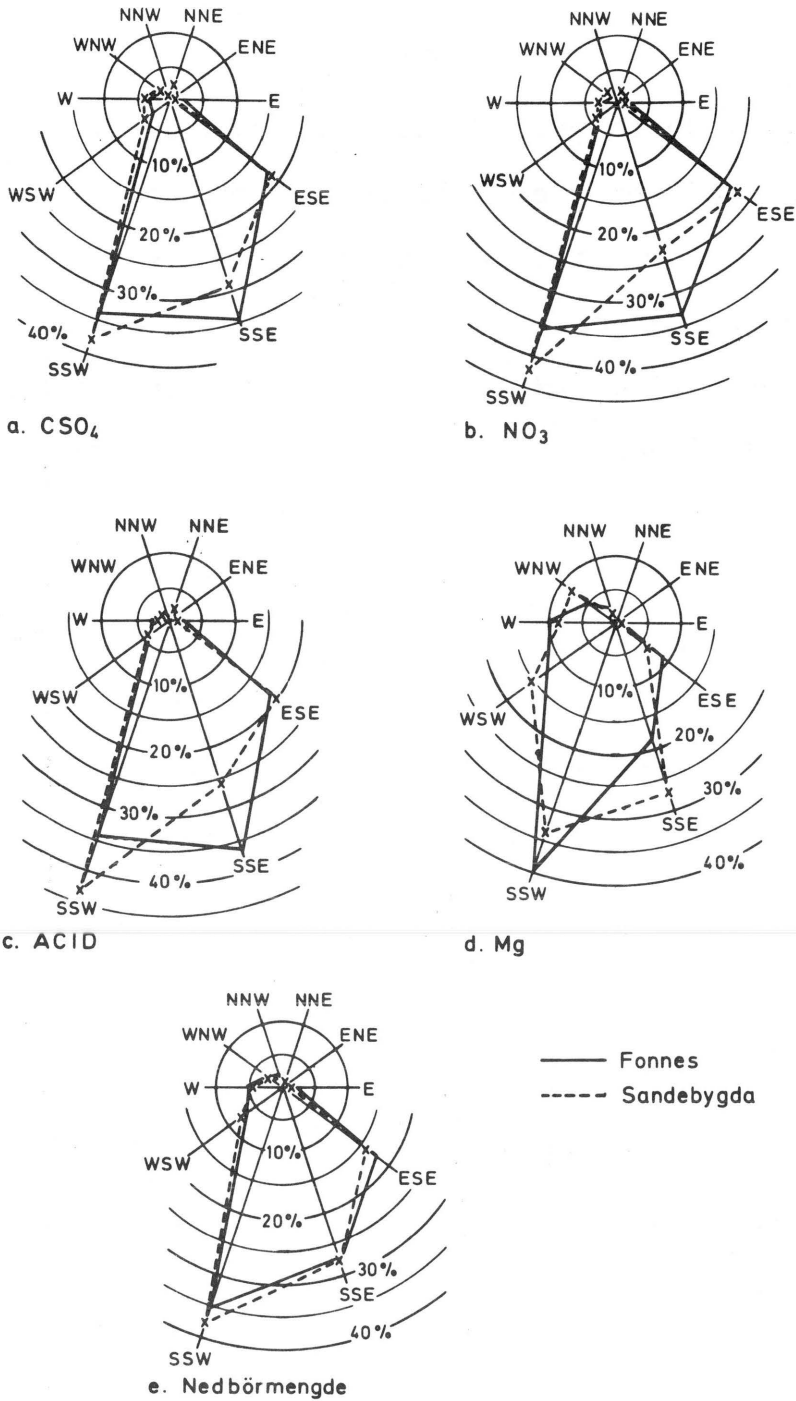 NNW NNE
WNW ENE
W E
10%
WSW ESE
20%
30%
40% SSE
SSW
a. CSO4
NNW NNE
WNW ENE
W E
10%
WSW ESE
20%
30%
SSE
40%
SSW
b. NO3
NNW NNE
WNW ENE
W E
10%
WSW ESE
20%
30%
SSE
40%
SSW
c. ACID
NNW NNE
WNW ENE
W E
10%
ESE
WSW
20%
30%
SSE
40%
SSW
d. Mg
NNW NNE
WNW ENE
W E
10%
WSW ESE
20%
30%
SSE
40%
SSW
e. Nedbörmengde
Fonnes
Sandebygda